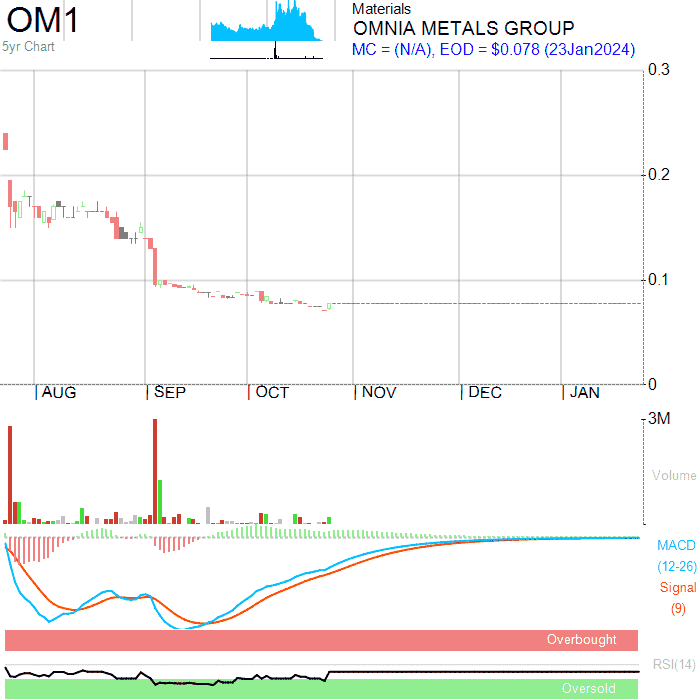 OM1
5yr Chart
Materials
OMNIA METALS GROUP
MC = (N/A), EOD = $0.078 (23Jan2024)
0.3
0.2
0.1
0
AUG SEP OCT NOV DEC JAN
3M
Volume
MACD
(12-26)
Signal
(9)
Overbought
RSI(14)
Oversold